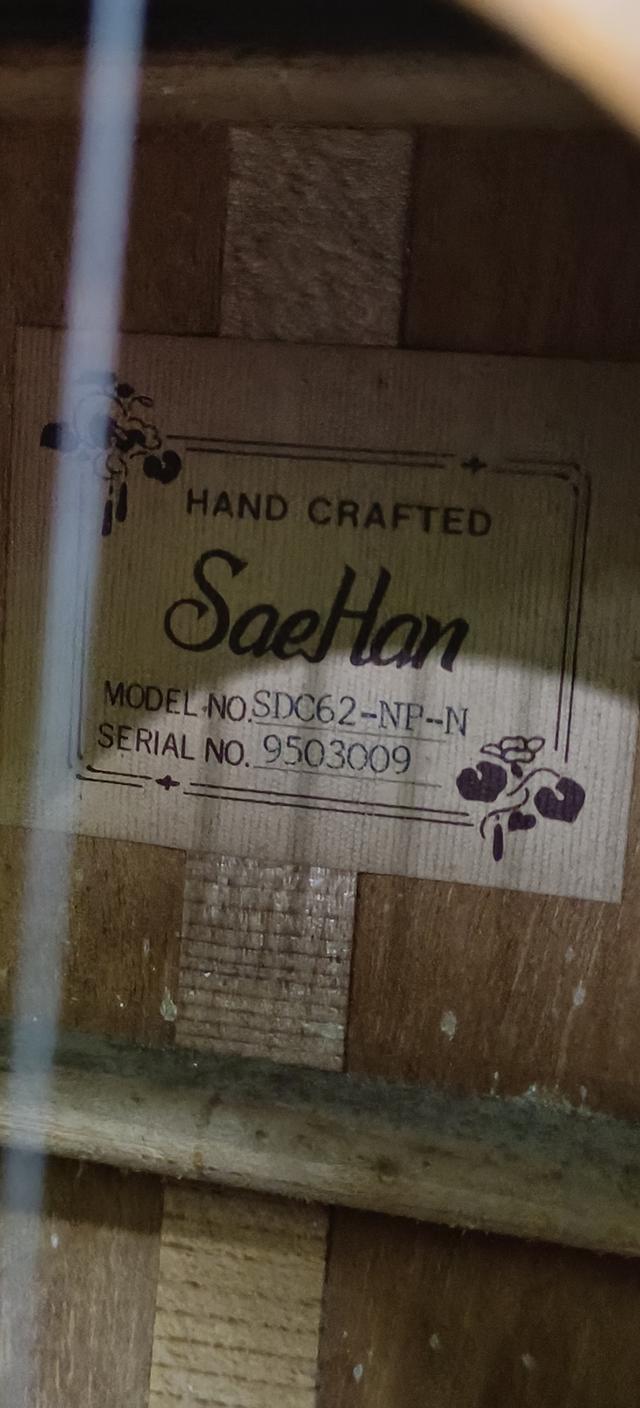 HAND CRAFTED
SaeHan
MODEL NO. SDC62-NP-N
SERIAL NO. 9503009